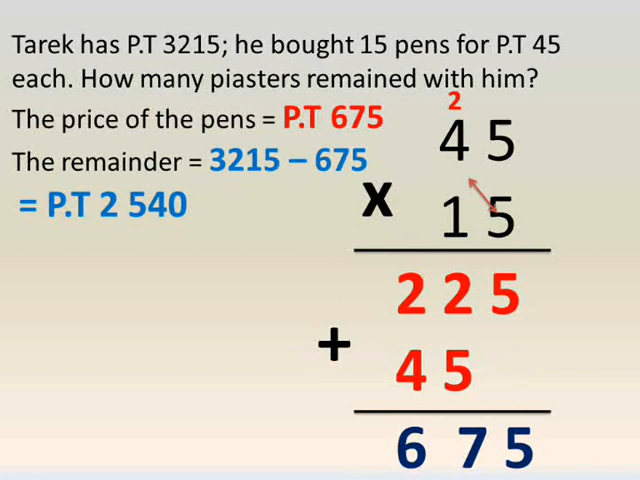 Tarek has P.T 3215; he bought 15 pens for P.T 45
each. How many piasters remained with him?
The price of the pens = P.T 675
The remainder = 3215 – 675
= P.T 2 540
2
4 5
X 1 5
2 2 5
+ 4 5
6 7 5